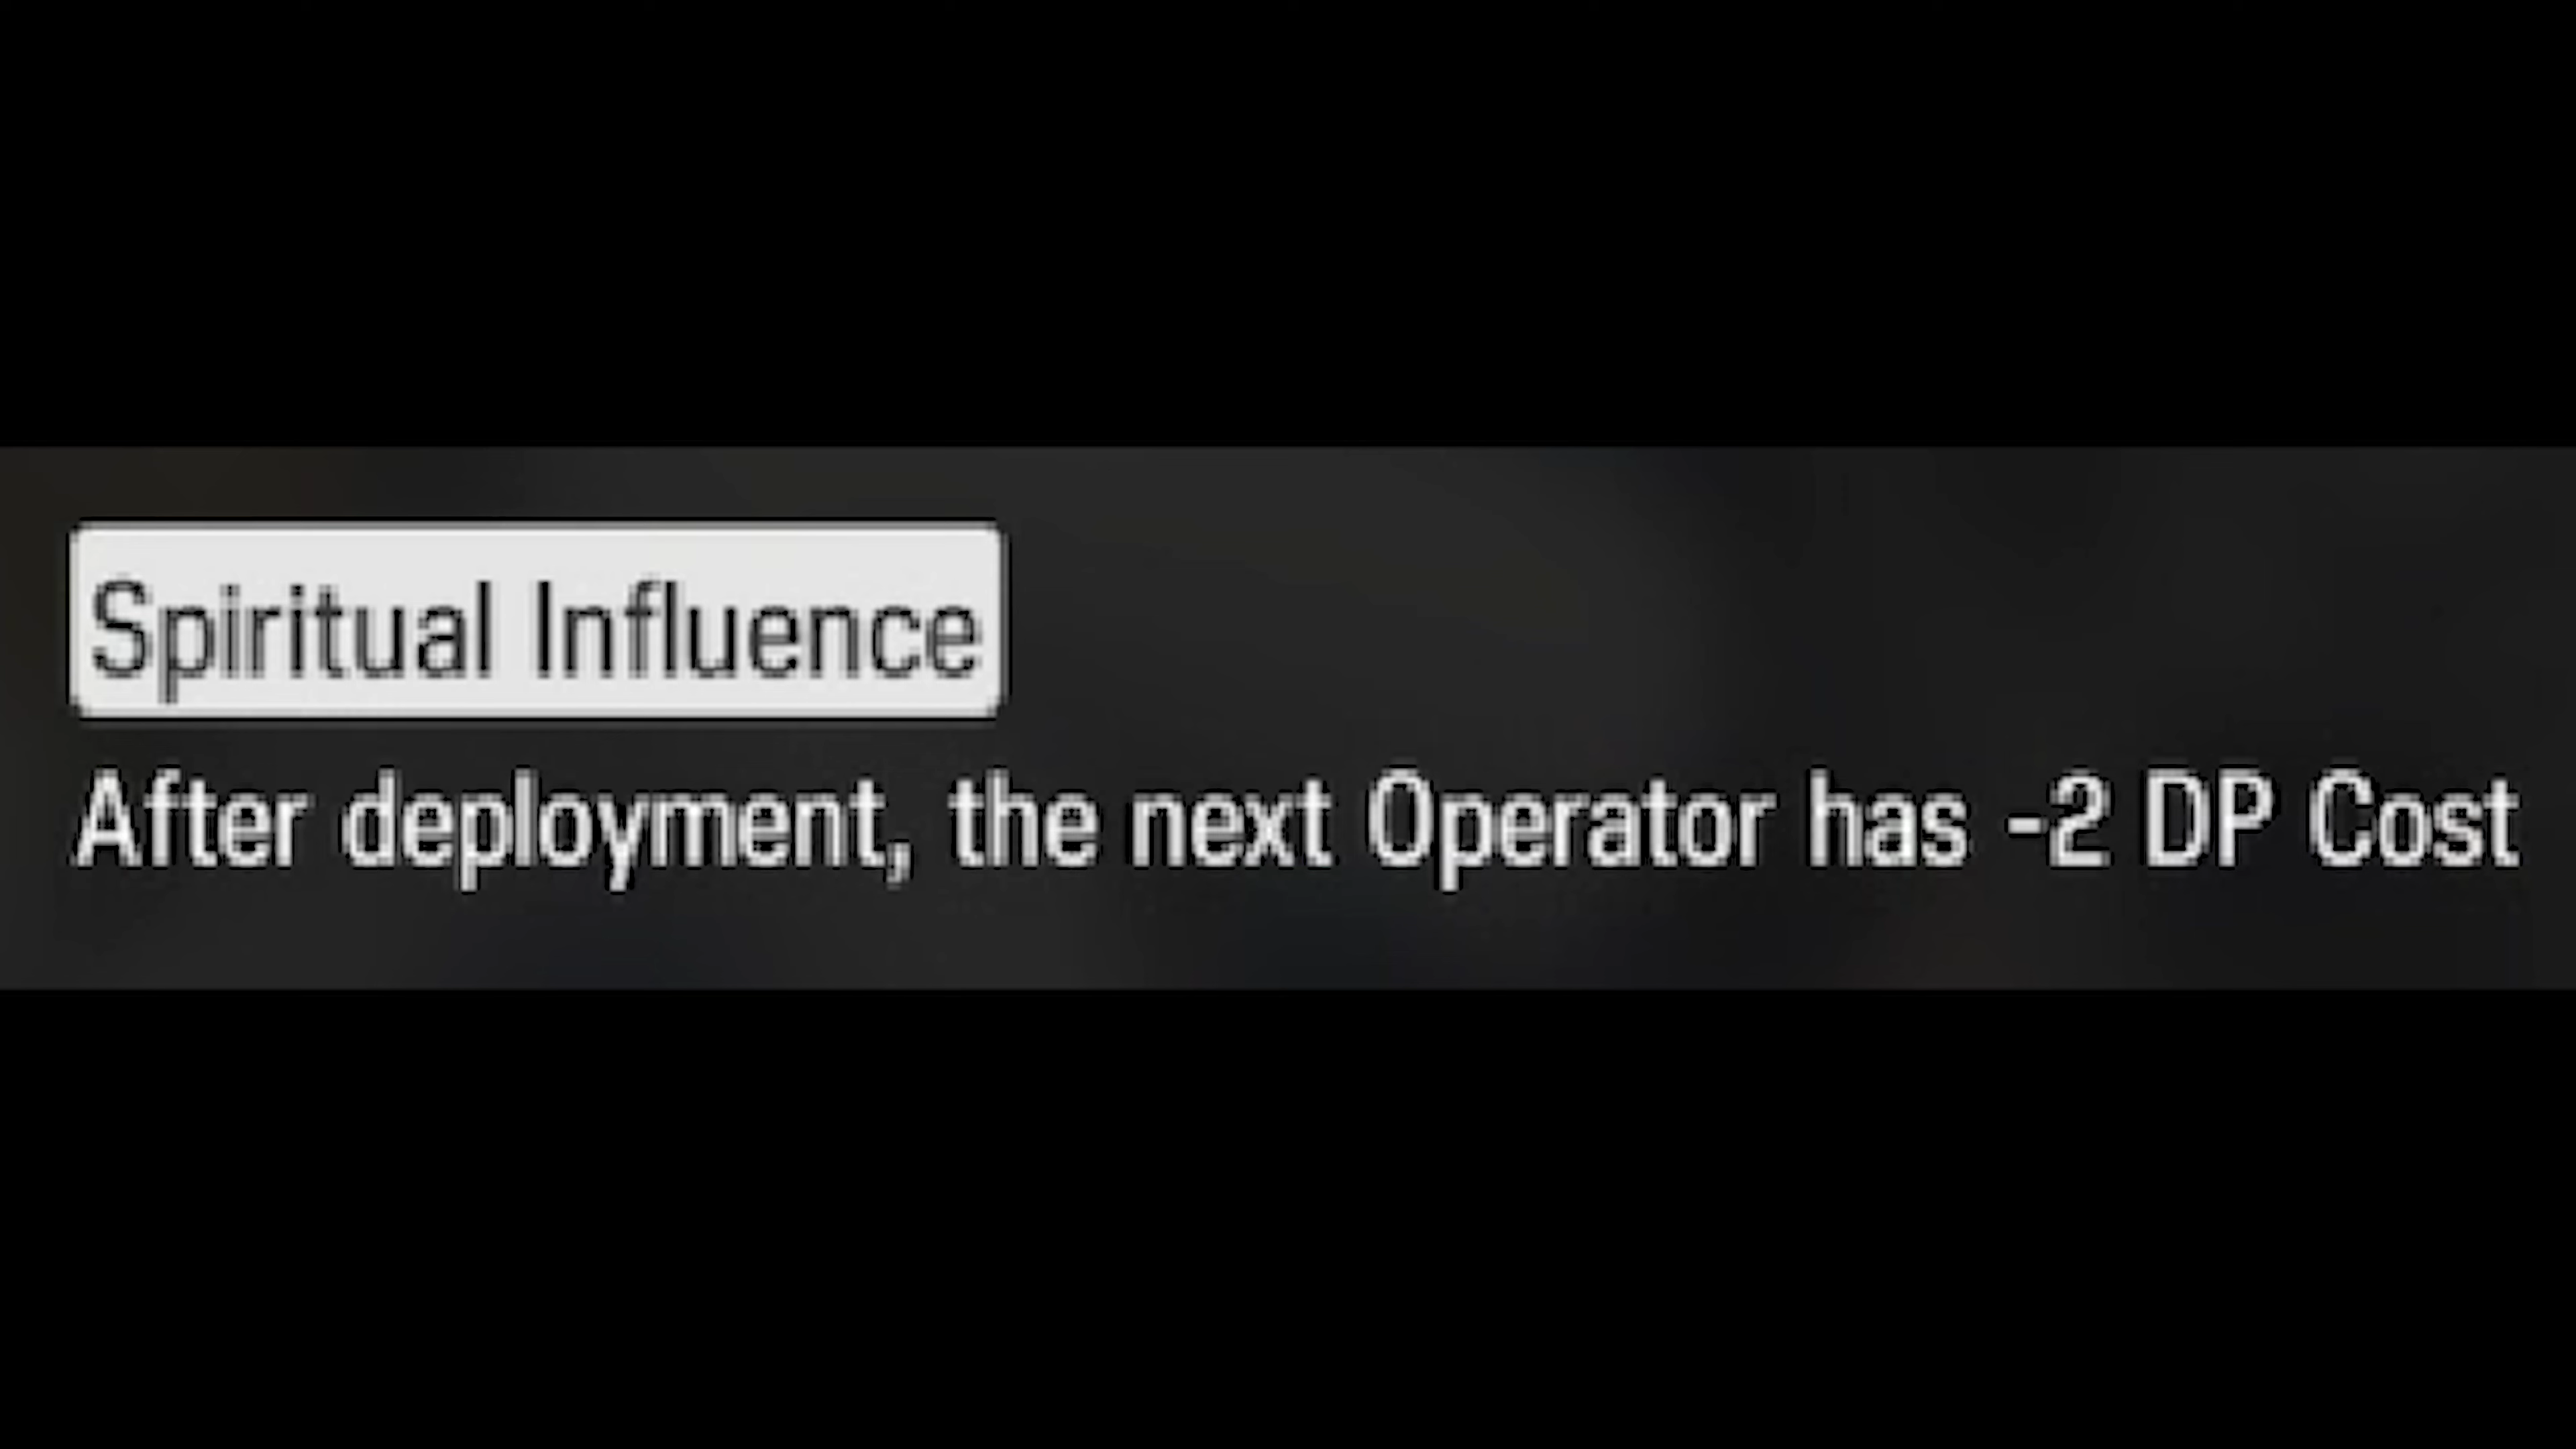 Spiritual Influence
After deployment, the next Operator has -2 DP Cost